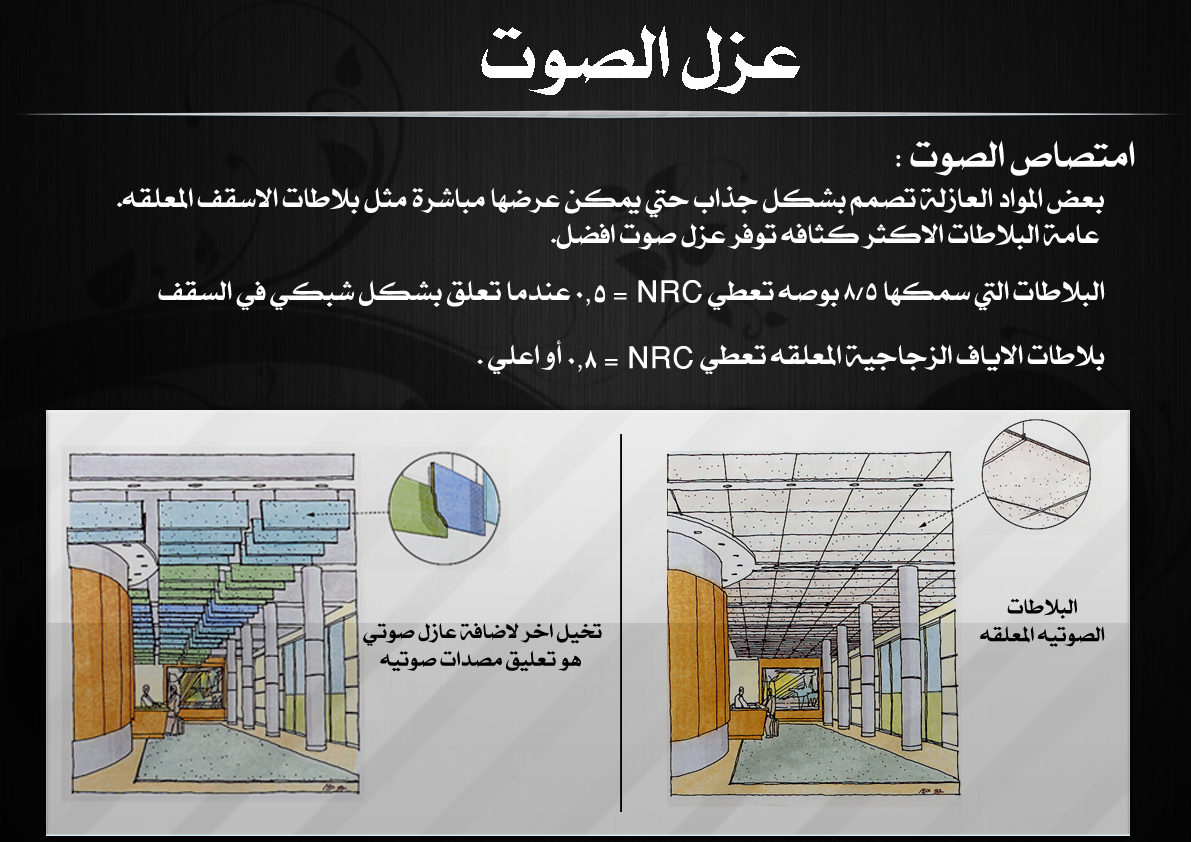 عزل الصوت
امتصاص الصوت :
بعض المواد العازلة تصمم بشكل جذاب حتي يمكن عرضها مباشرة مثل بلاطات الاسقف المعلقه.
عامة البلاطات الاكثر كثافه توفر عزل صوت افضل.
البلاطات التي سمكها ٨/٥ بوصه تعطي NRC = ٠,٥ عندما تعلق بشكل شبكي في السقف
بلاطات الاياف الزجاجية المعلقه تعطي NRC = ٠,٨ أو اعلي .
البلاطات
الصوتيه المعلقه
تخيل اخر لاضافة عازل صوتي
هو تعليق مصدات صوتيه